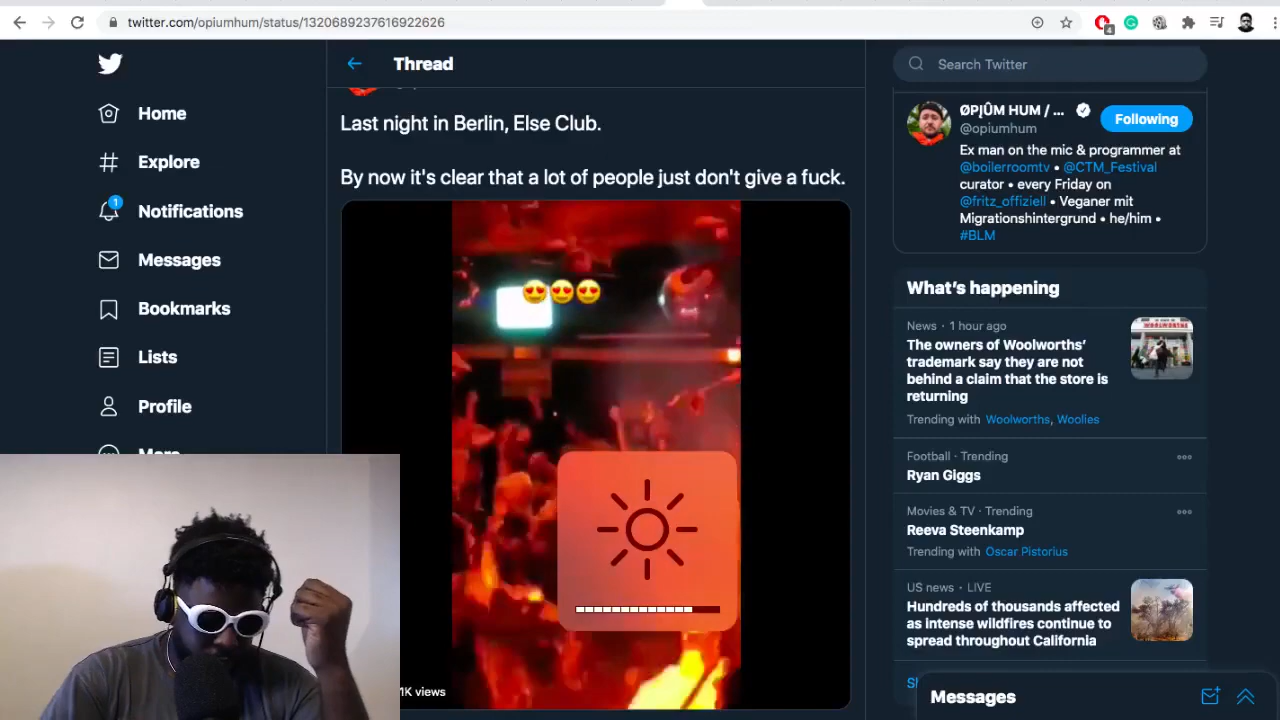 twitter.com/opiumhum/status/1320689237616922626
4
Home
Explore
1
Notifications
Messages
Bookmarks
Lists
Profile
Thread
Last night in Berlin, Else Club.
By now it's clear that a lot of people just don't give a fuck.
1K views
Search Twitter
ØP|ÛM HUM / ...
@opiumhum
Following
Ex man on the mic & programmer at
@boilerroomtv • @CTM_Festival
curator • every Friday on
@fritz_offiziell • Veganer mit
Migrationshintergrund • he/him •
#BLM
What's happening
News · 1 hour ago
The owners of Woolworths'
trademark say they are not
behind a claim that the store is
returning
Trending with Woolworths, Woolies
Football · Trending
Ryan Giggs
Movies & TV · Trending
Reeva Steenkamp
Trending with Oscar Pistorius
US news · LIVE
Hundreds of thousands affected
as intense wildfires continue to
spread throughout California
Messages